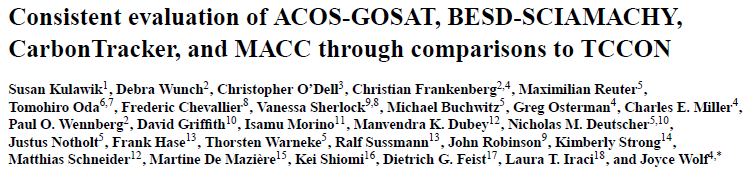 Consistent evaluation of ACOS-GOSAT, BESD-SCIAMACHY,
CarbonTracker, and MACC through comparisons to TCCON
Susan Kulawik1, Debra Wunch2, Christopher O'Dell3, Christian Frankenberg2,4, Maximilian Reuter5,
Tomohiro Oda6,7, Frederic Chevallier8, Vanessa Sherlock9,8, Michael Buchwitz5, Greg Osterman4, Charles E. Miller4,
Paul O. Wennberg2, David Griffith10, Isamu Morino11, Manvendra K. Dubey12, Nicholas M. Deutscher5,10,
Justus Notholt5, Frank Hase13, Thorsten Warneke5, Ralf Sussmann13, John Robinson9, Kimberly Strong14,
Matthias Schneider12, Martine De Mazière15, Kei Shiomi16, Dietrich G. Feist17, Laura T. Iraci18, and Joyce Wolf4,*